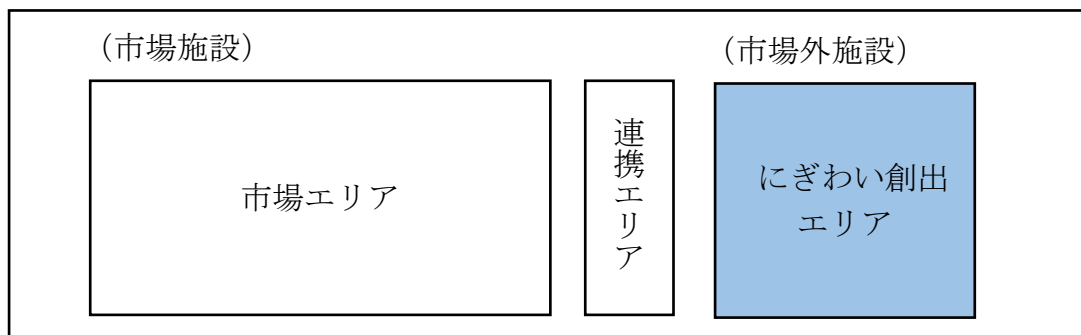 （市場施設）
（市場外施設）
市場エリア
連携エリア
にぎわい創出
エリア